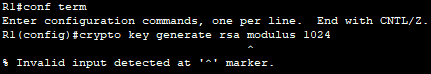 R1#conf term
Enter configuration commands, one per line.  End with CNTL/Z.
R1(config)#crypto key generate rsa modulus 1024
                                   ^
% Invalid input detected at '^' marker.